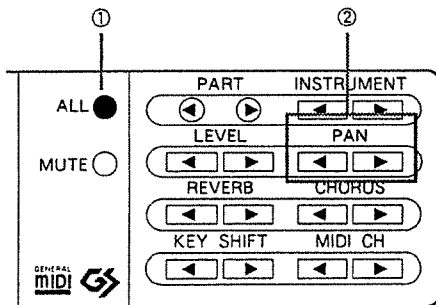 ① ②
PART INSTRUMENT
ALL
LEVEL PAN
MUTE
REVERB CHORUS
KEY SHIFT MIDI CH
GENERAL
MIDI GS